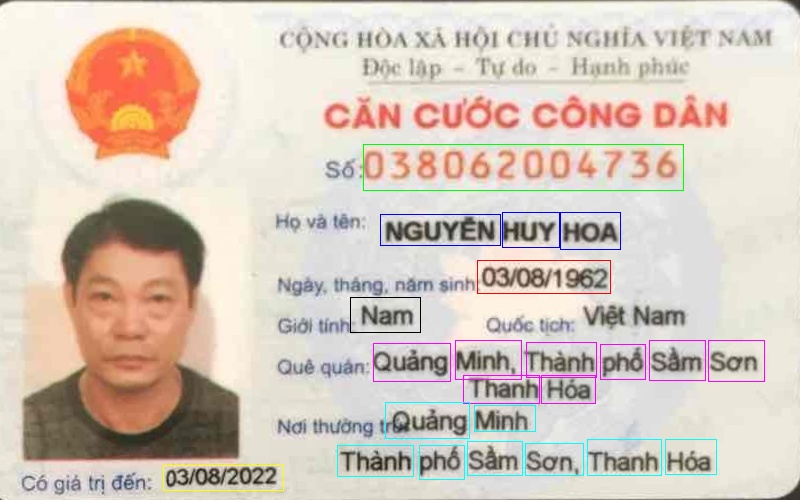 CỘNG HÒA XÃ HỘI CHỦ NGHĨA VIỆT NAM
Độc lập - Tự do - Hạnh phúc
CĂN CƯỚC CÔNG DÂN
Số: 038062004736
Họ và tên: NGUYỄN HUY HOA
Ngày, tháng, năm sinh: 03/08/1962
Giới tính: Nam Quốc tịch: Việt Nam
Quê quán: Quảng Minh, Thành phố Sầm Sơn
Thanh Hóa
Nơi thường trú: Quảng Minh
Thành phố Sầm Sơn, Thanh Hóa
Có giá trị đến: 03/08/2022